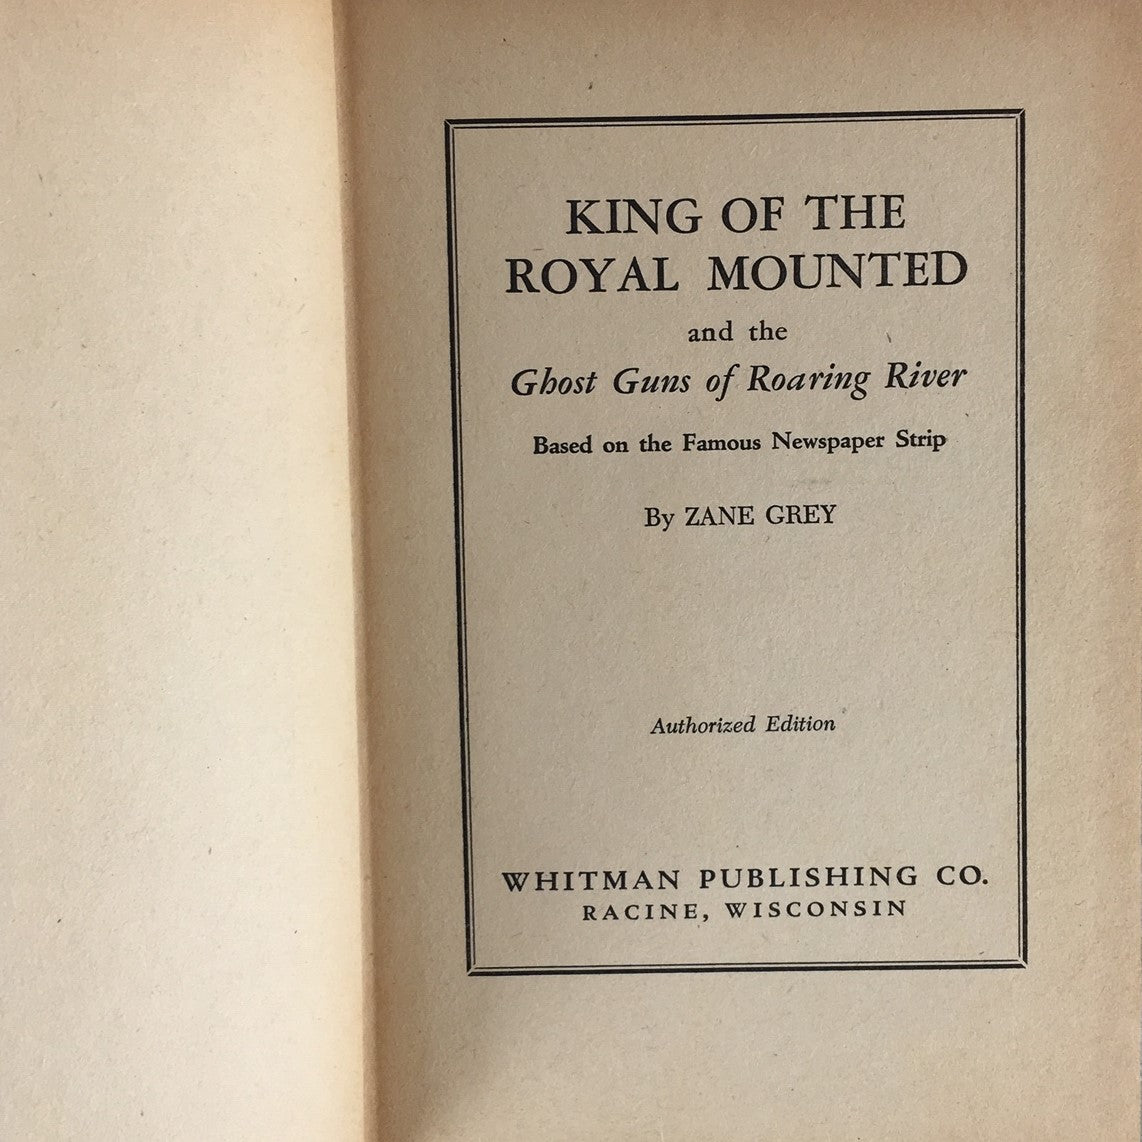 KING OF THE
ROYAL MOUNTED
and the
Ghost Guns of Roaring River
Based on the Famous Newspaper Strip
By ZANE GREY
Authorized Edition
WHITMAN PUBLISHING CO.
RACINE, WISCONSIN